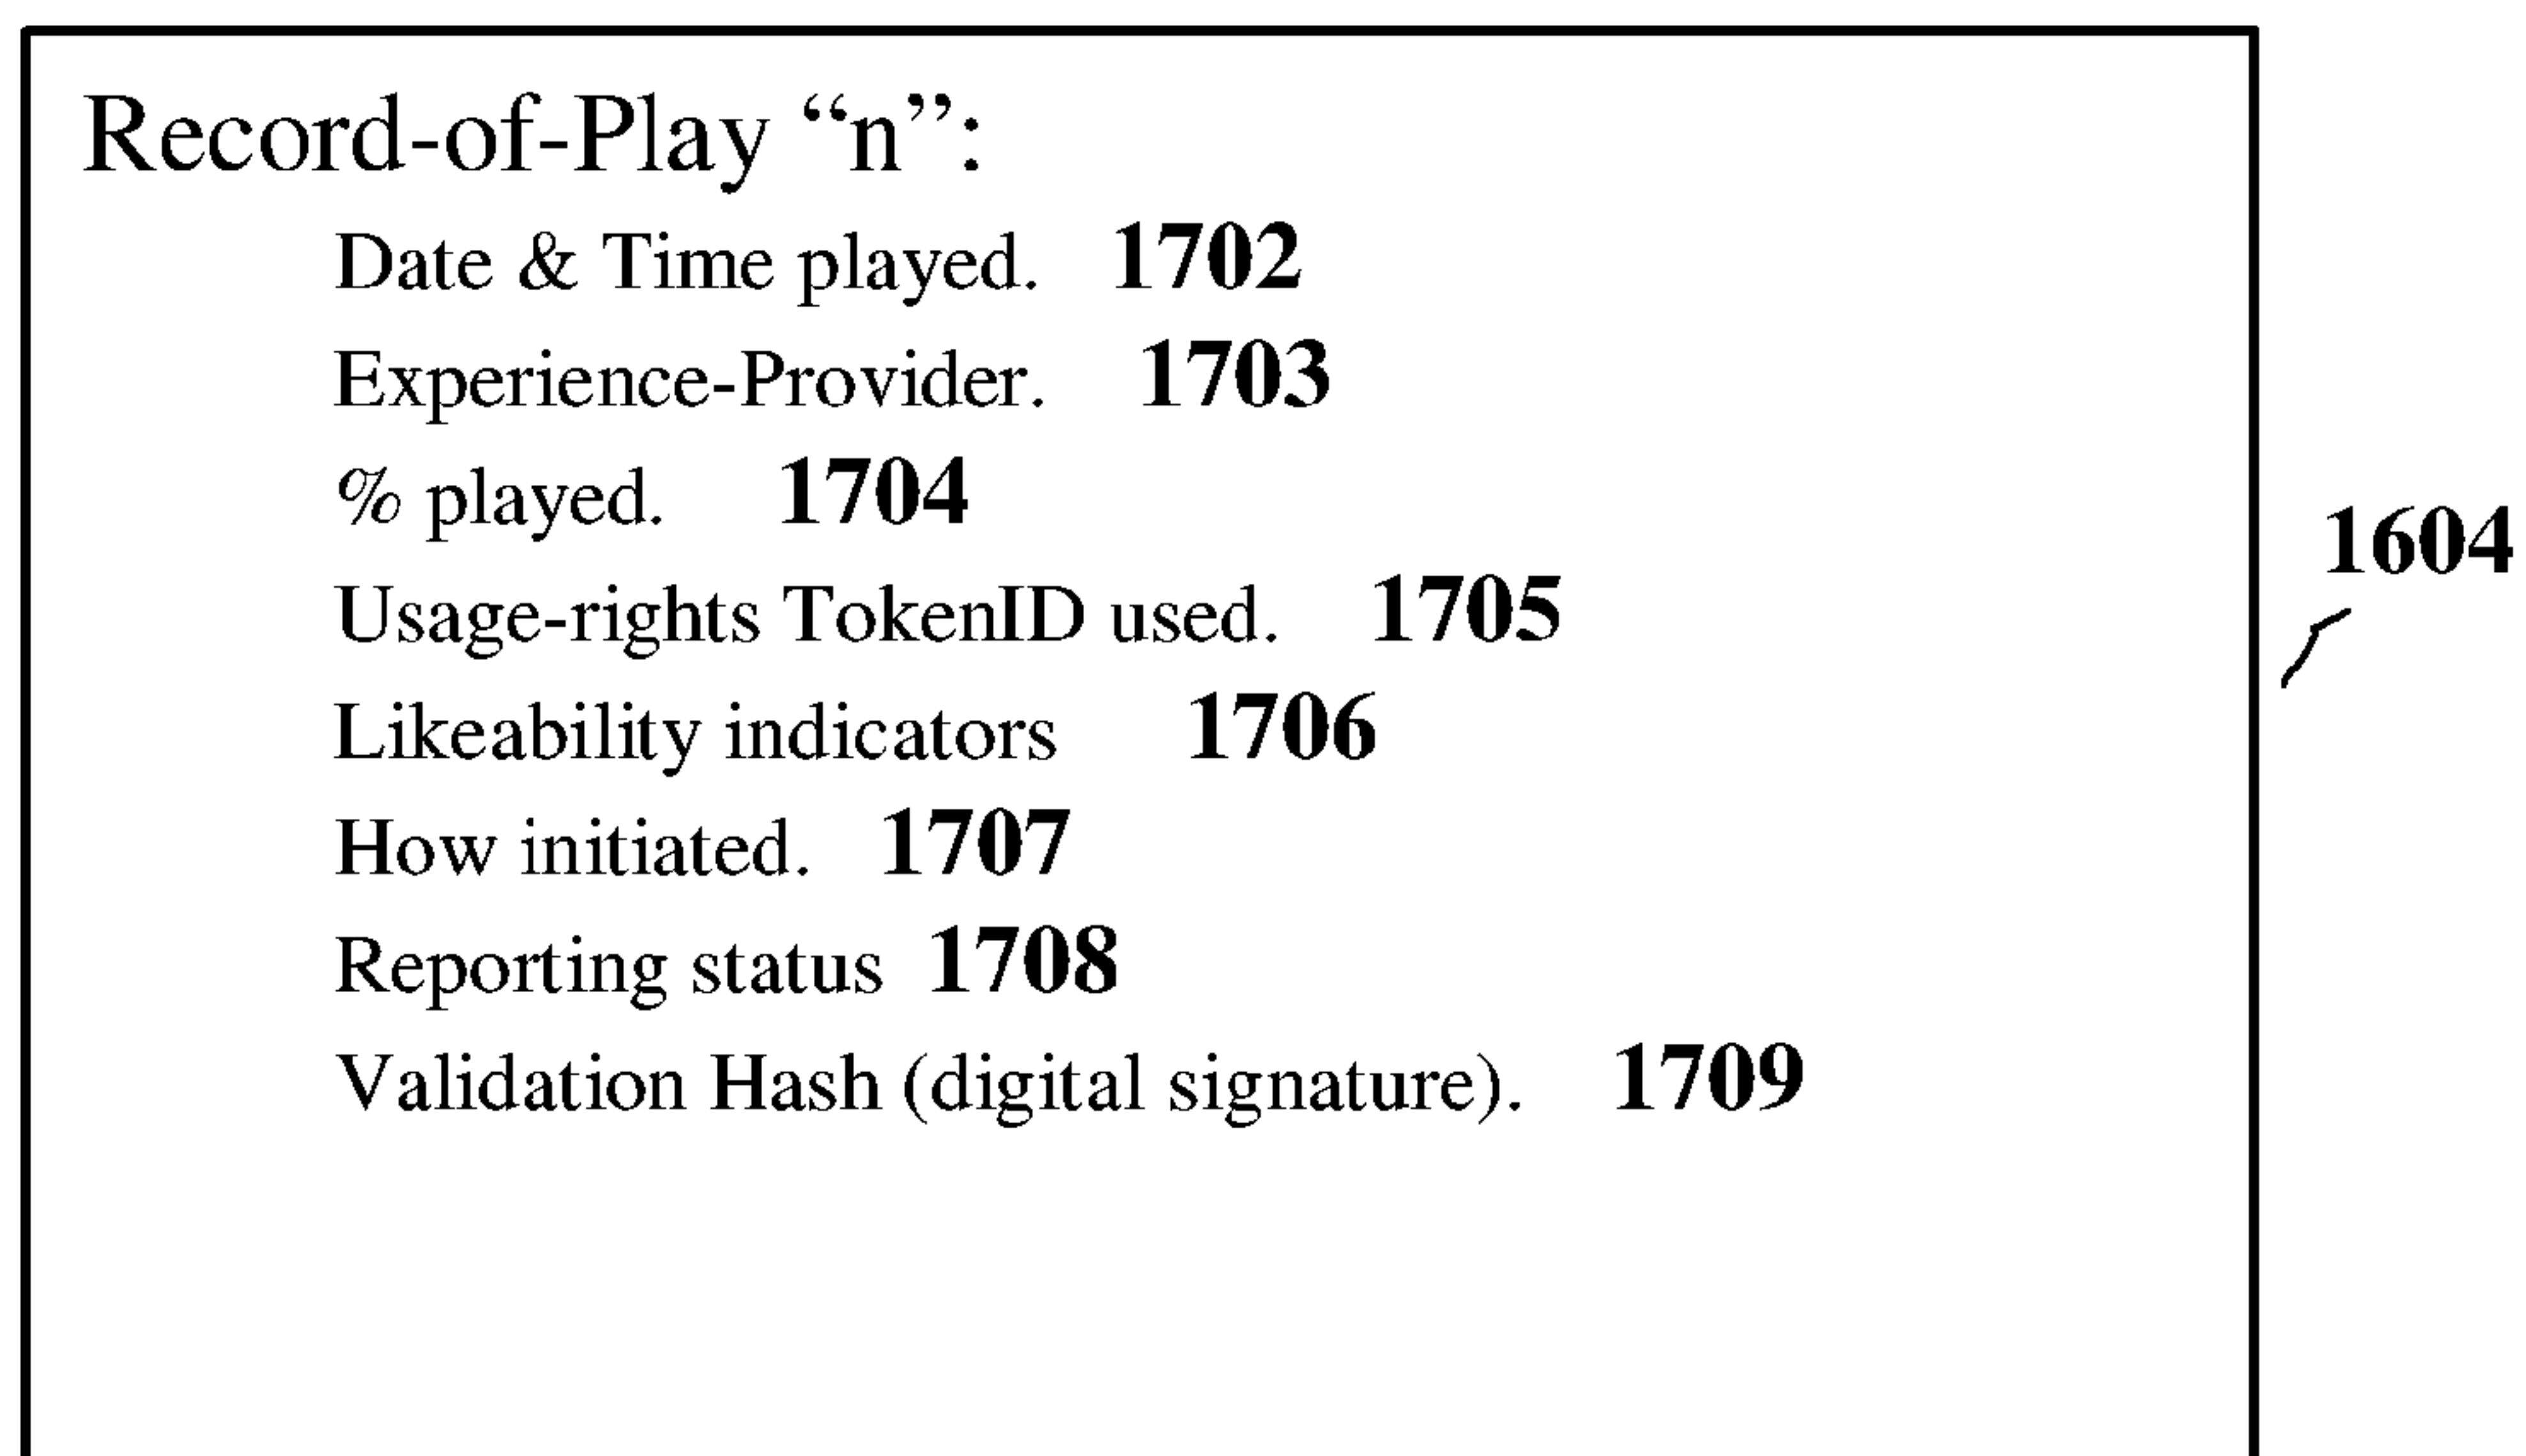 Record-of-Play “n”:
Date & Time played. 1702
Experience-Provider. 1703
% played. 1704
1604
Usage-rights TokenID used. 1705
Likeability indicators 1706
How initiated. 1707
Reporting status 1708
Validation Hash (digital signature). 1709